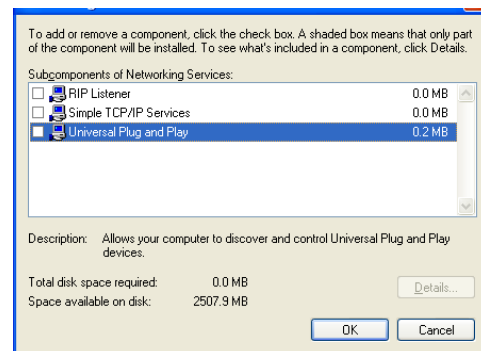 To add or remove a component, click the check box. A shaded box means that only part
of the component will be installed. To see what's included in a component, click Details.
Subcomponents of Networking Services:
RIP Listener 0.0 MB
Simple TCP/IP Services 0.0 MB
Universal Plug and Play 0.2 MB
Description: Allows your computer to discover and control Universal Plug and Play
devices.
Total disk space required: 0.0 MB
Details...
Space available on disk: 2507.9 MB
OK Cancel